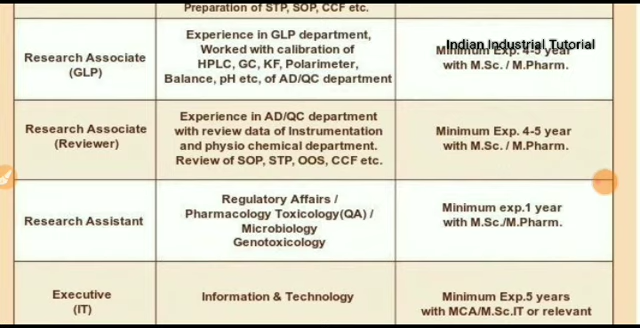 Preparation of STP, SOP, CCF etc.
Research Associate
(GLP)
Experience in GLP department,
Worked with calibration of
HPLC, GC, KF, Polarimeter,
Balance, pH etc, of AD/QC department
Indian Industrial Tutorial
Minimum Exp. 4-5 year
with M.Sc. / M.Pharm.
Research Associate
(Reviewer)
Experience in AD/QC department
with review data of Instrumentation
and physio chemical department.
Review of SOP, STP, OOS, CCF etc.
Minimum Exp. 4-5 year
with M.Sc. / M.Pharm.
Research Assistant
Regulatory Affairs /
Pharmacology Toxicology(QA) /
Microbiology
Genotoxicology
Minimum exp.1 year
with M.Sc./M.Pharm.
Executive
(IT)
Information & Technology
Minimum Exp.5 years
with MCA/M.Sc.IT or relevant